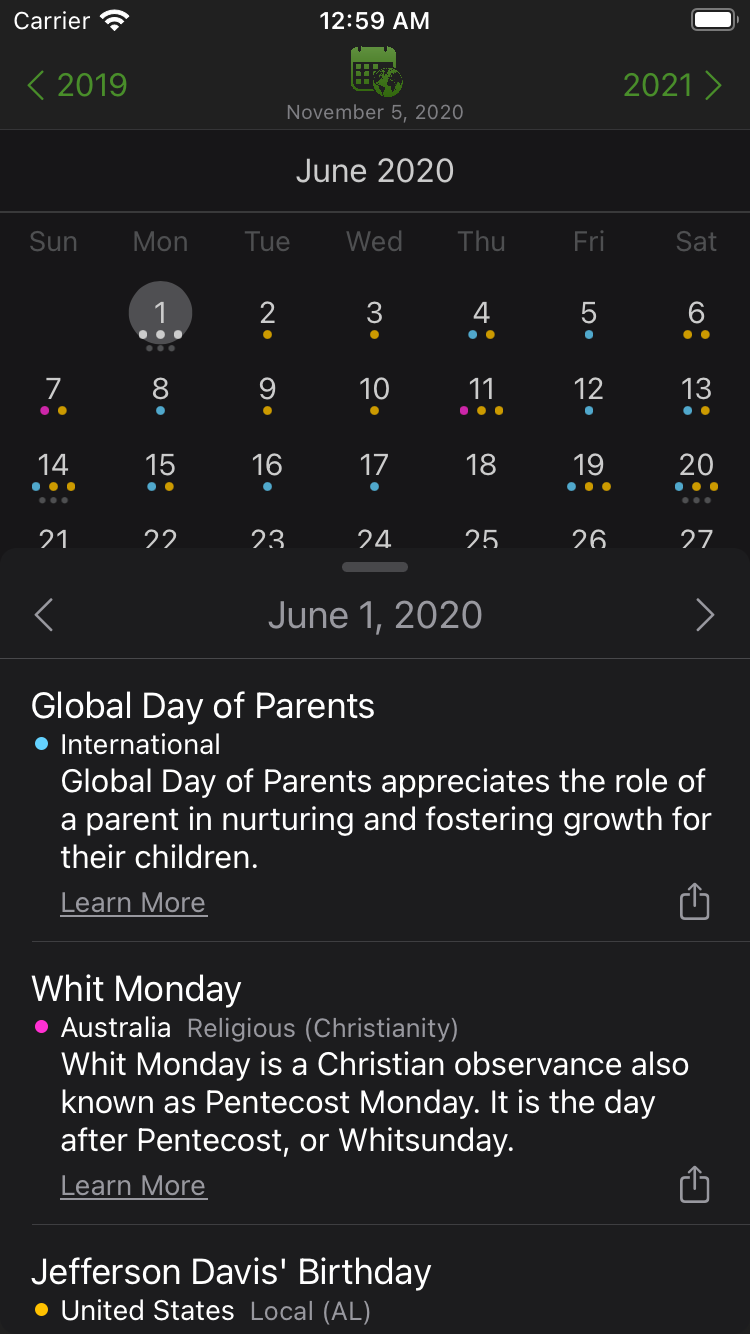 Carrier 12:59 AM
2019 2021
November 5, 2020
June 2020
Sun Mon Tue Wed Thu Fri Sat
1 2 3 4 5 6
7 8 9 10 11 12 13
14 15 16 17 18 19 20
21 22 23 24 25 26 27
June 1, 2020
Global Day of Parents
International
Global Day of Parents appreciates the role of
a parent in nurturing and fostering growth for
their children.
Learn More
Whit Monday
Australia Religious (Christianity)
Whit Monday is a Christian observance also
known as Pentecost Monday. It is the day
after Pentecost, or Whitsunday.
Learn More
Jefferson Davis' Birthday
United States Local (AL)